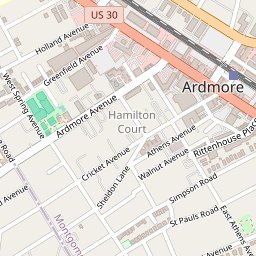 US 30
Holland Avenue
Greenfield Avenue
Ardmore
West Spring Avenue
Ardmore Avenue
Hamilton
Court
Athens Avenue
Rittenhouse Place
Cricket Avenue
Walnut Avenue
Sheldon Lane
Simpson Road
St Pauls Road
East Athens
Road
Avenue
Montgom